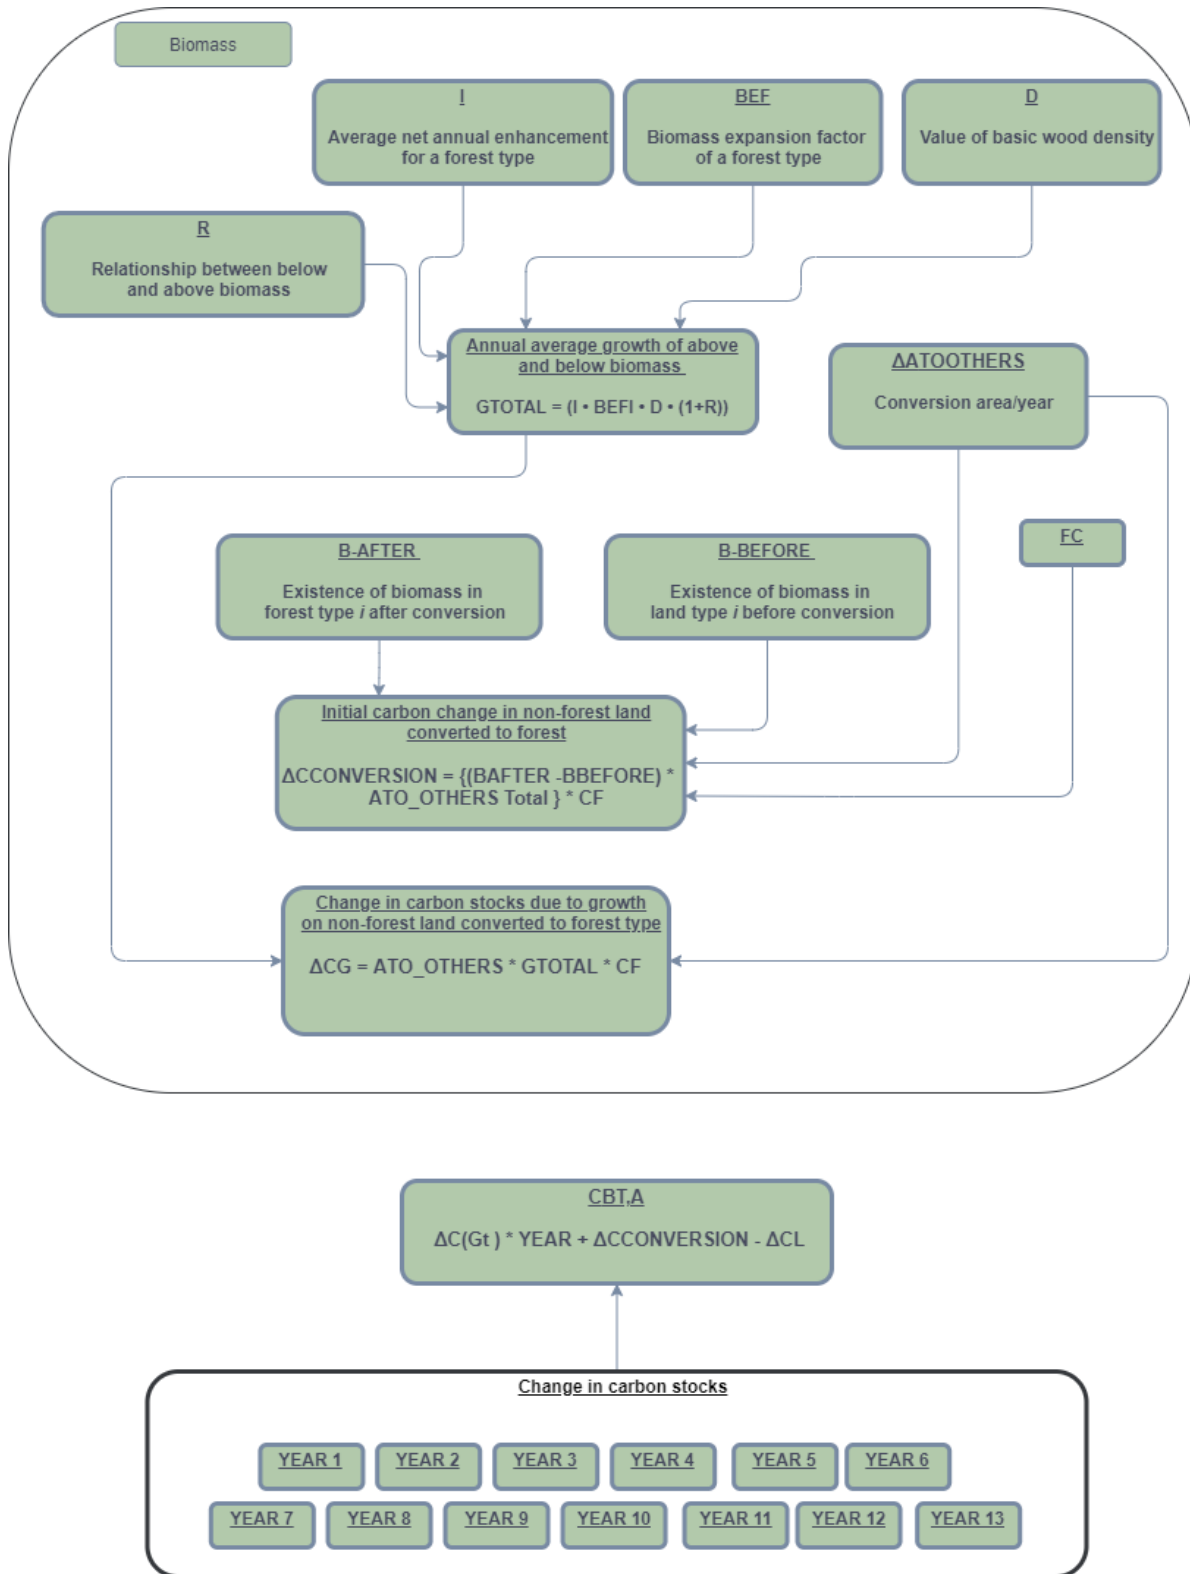 Biomass
I
Average net annual enhancement
for a forest type
BEF
Biomass expansion factor
of a forest type
D
Value of basic wood density
R
Relationship between below
and above biomass
Annual average growth of above
and below biomass
GTOTAL = (I • BEFI • D • (1+R))
ΔATOOTHERS
Conversion area/year
FC
B-AFTER
Existence of biomass in
forest type i after conversion
B-BEFORE
Existence of biomass in
land type i before conversion
Initial carbon change in non-forest land
converted to forest
ΔCCONVERSION = {(BAFTER -BBEFORE) *
ATO_OTHERS Total } * CF
Change in carbon stocks due to growth
on non-forest land converted to forest type
ΔCG = ATO_OTHERS * GTOTAL * CF
CBT,A
ΔC(Gt ) * YEAR + ΔCCONVERSION - ΔCL
Change in carbon stocks
YEAR 1
YEAR 2
YEAR 3
YEAR 4
YEAR 5
YEAR 6
YEAR 7
YEAR 8
YEAR 9
YEAR 10
YEAR 11
YEAR 12
YEAR 13